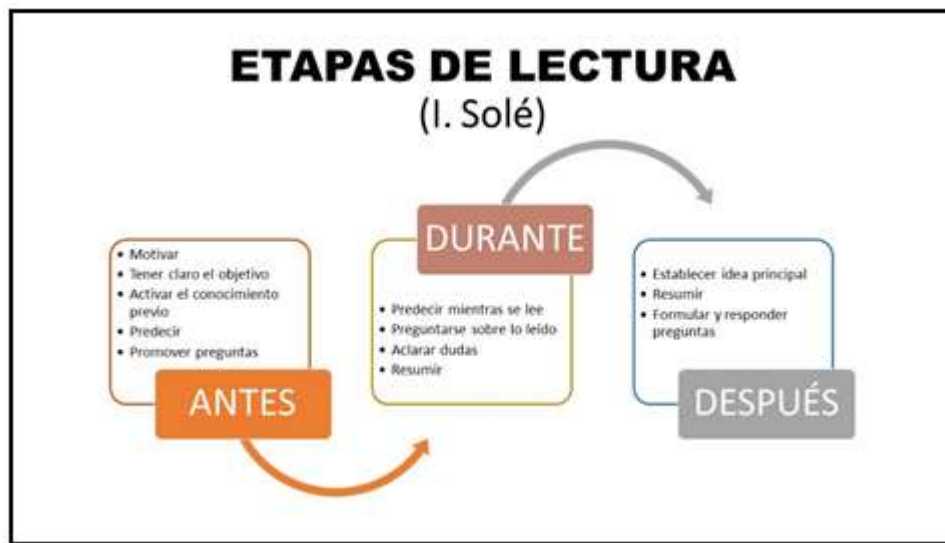 ETAPAS DE LECTURA
(I. Solé)
• Motivar
• Tener claro el objetivo
• Activar el conocimiento
previo
• Predecir
• Promover preguntas
ANTES
DURANTE
• Predecir mientras se lee
• Preguntarse sobre lo leído
• Aclarar dudas
• Resumir
• Establecer idea principal
• Resumir
• Formular y responder
preguntas
DESPUÉS